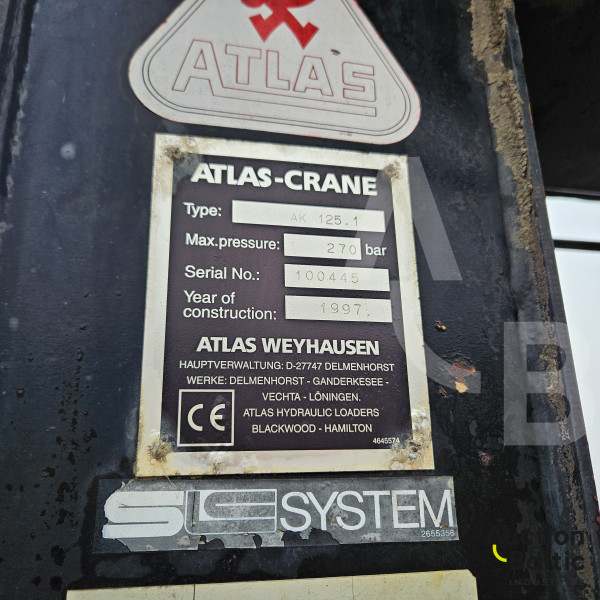 ATLAS
ATLAS-CRANE
Type: AK 125.1
Max.pressure: 270 bar
Serial No.: 100445
Year of
construction: 1997.
ATLAS WEYHAUSEN
HAUPTVERWALTUNG: D-27747 DELMENHORST
WERKE: DELMENHORST - GANDERKESEE -
VECHTA - LÖNINGEN.
ATLAS HYDRAULIC LOADERS
BLACKWOOD - HAMILTON
CE
4645574
SLS SYSTEM
2655356
A
B